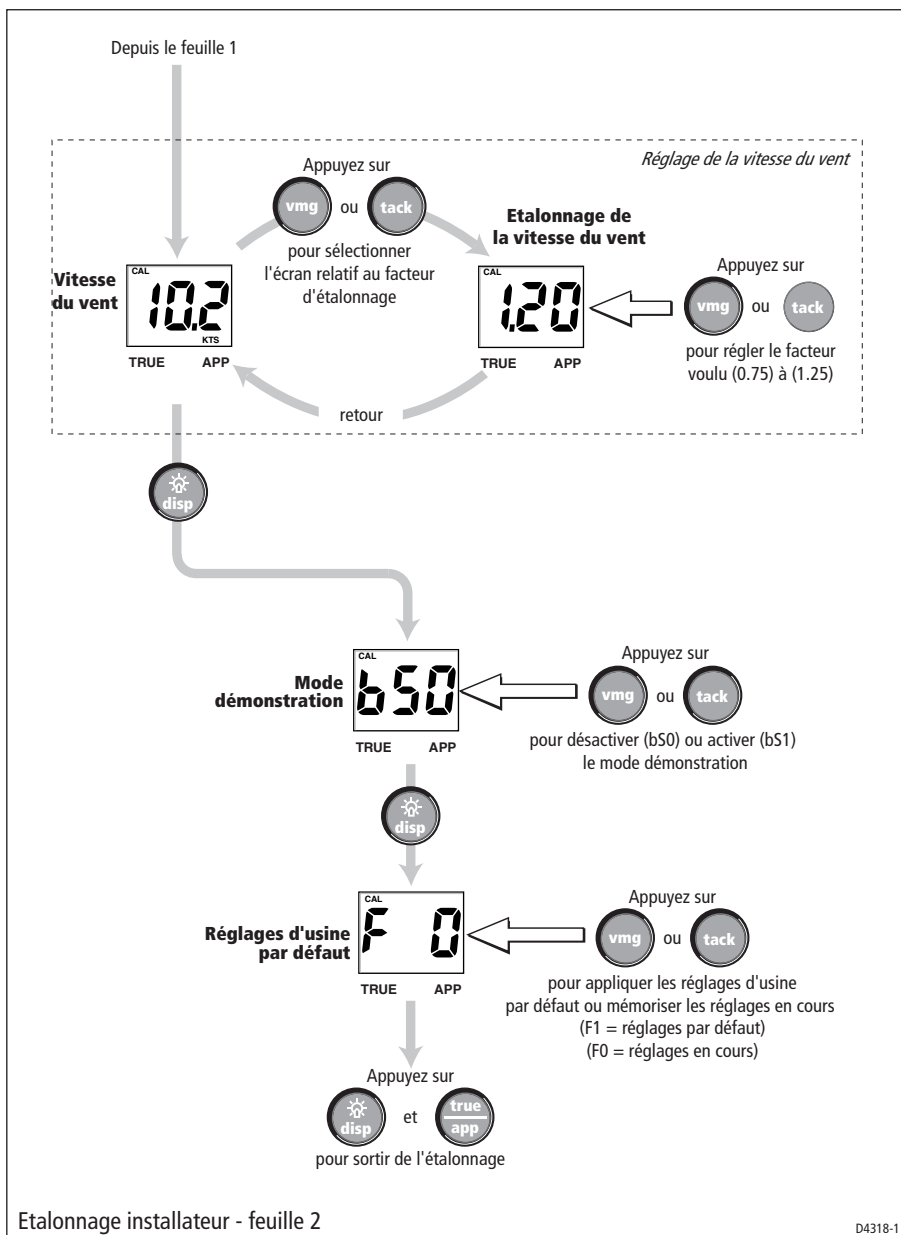 Depuis le feuille 1
Réglage de la vitesse du vent
Appuyez sur
vmg ou tack
pour sélectionner
l'écran relatif au facteur
d'étalonnage
Vitesse
du vent
CAL
10.2
KTS
TRUE APP
Etalonnage de
la vitesse du vent
CAL
1.20
TRUE APP
Appuyez sur
vmg ou tack
pour régler le facteur
voulu (0.75) à (1.25)
retour
disp
Mode
démonstration
CAL
bS0
TRUE APP
Appuyez sur
vmg ou tack
pour désactiver (bS0) ou activer (bS1)
le mode démonstration
disp
Réglages d'usine
par défaut
CAL
F 0
TRUE APP
Appuyez sur
vmg ou tack
pour appliquer les réglages d'usine
par défaut ou mémoriser les réglages en cours
(F1 = réglages par défaut)
(F0 = réglages en cours)
Appuyez sur
disp et true
app
pour sortir de l'étalonnage
Etalonnage installateur - feuille 2
D4318-1